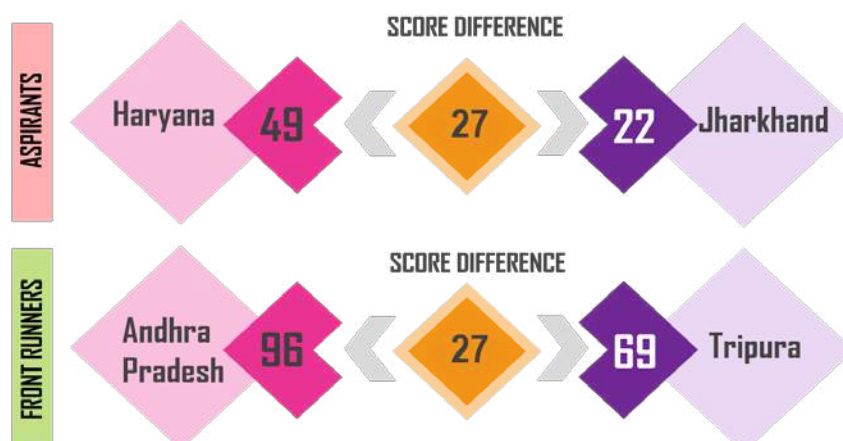 SCORE DIFFERENCE
ASPIRANTS
Haryana
49
27
22
Jharkhand
SCORE DIFFERENCE
FRONT RUNNERS
Andhra
Pradesh
96
27
69
Tripura